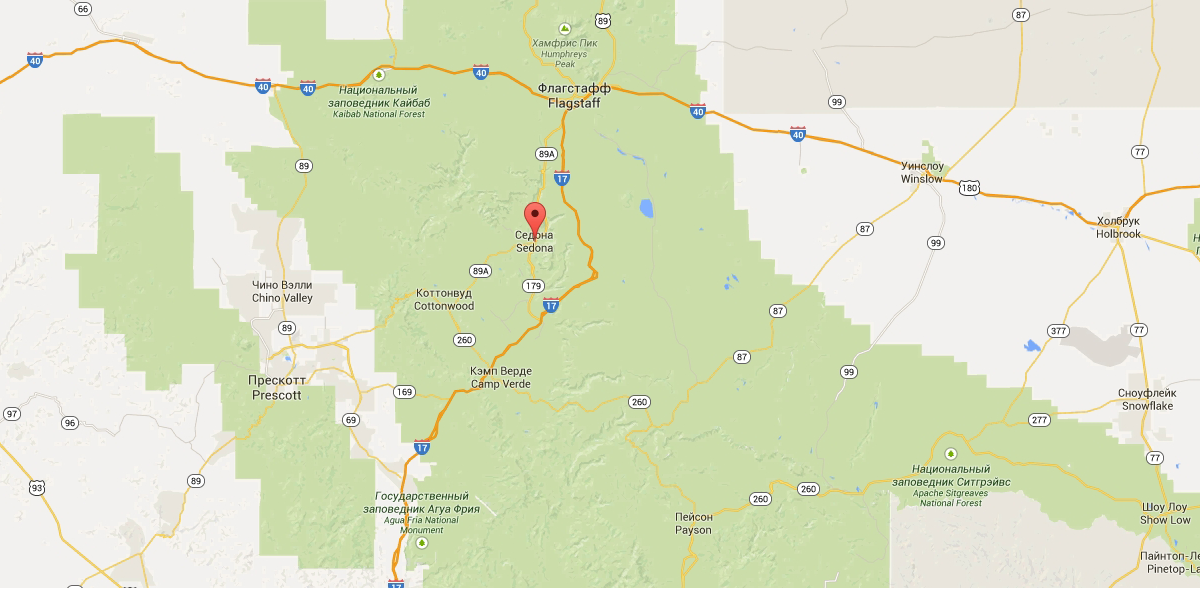 66
89
87
40
Хамфрис Пик
Humphreys
Peak
40
40
40
Национальный
заповедник Кайбаб
Kaibab National Forest
Флагстафф
Flagstaff
99
40
40
89A
77
89
17
Уинслоу
Winslow
180
Седона
Sedona
87
99
Холбрук
Holbrook
89A
179
Чино Вэлли
Chino Valley
Коттонвуд
Cottonwood
17
87
89
260
377
77
87
Кэмп Верде
Camp Verde
99
Прескотт
Prescott
169
260
Сноуфлейк
Snowflake
97
96
69
277
17
77
Национальный
заповедник Ситгрэйвс
Apache Sitgreaves
National Forest
89
93
260
260
Государственный
заповедник Агуа Фрия
Agua Fria National
Monument
Пейсон
Payson
Шоу Лоу
Show Low
Пайнтоп-Ле
Pinetop-La
17